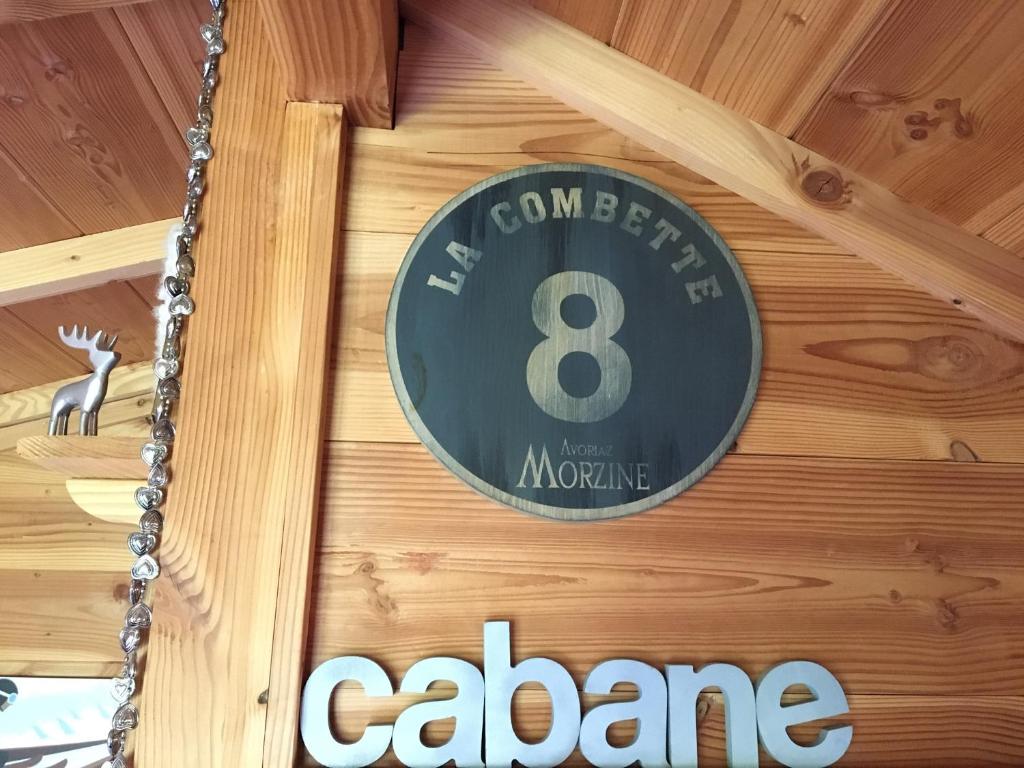 LA COMBETTE
8
AVORIAZ
MORZINE
cabane